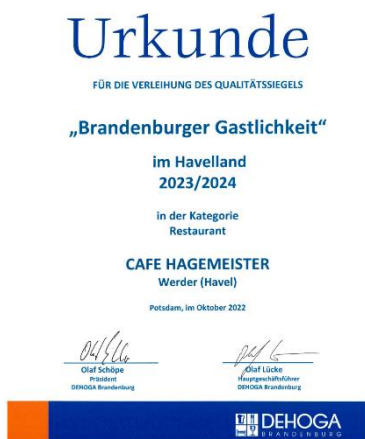 Urkunde
FÜR DIE VERLEIHUNG DES QUALITÄTSSIEGELS
„Brandenburger Gastlichkeit“
im Havelland
2023/2024
in der Kategorie
Restaurant
CAFE HAGEMEISTER
Werder (Havel)
Potsdam, im Oktober 2022
Olaf Schöpe
Präsident
DEHOGA Brandenburg
Olaf Lücke
Hauptgeschäftsführer
DEHOGA Brandenburg
DEHOGA
BRANDENBURG